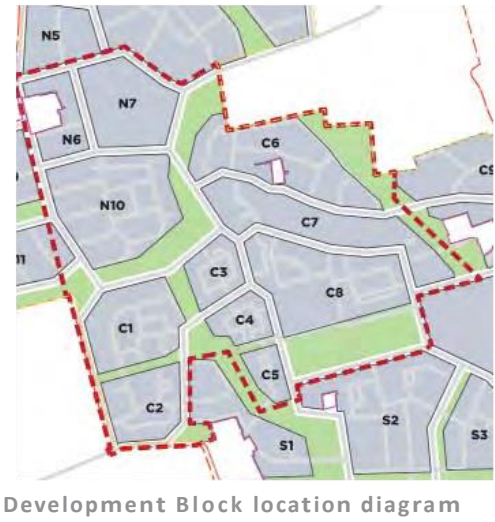 N5
N7
C6
N6
C9
N10
C7
11
C3
C8
C4
C1
C5
C2
S2
S1
S3
Development Block location diagram